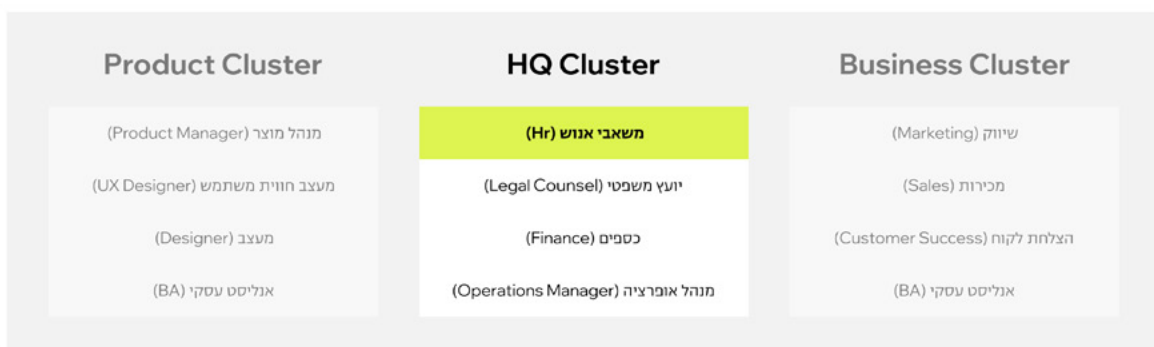 Product Cluster
מנהל מוצר (Product Manager)
מעצב חווית משתמש (UX Designer)
מעצב (Designer)
אנליסט עסקי (BA)
HQ Cluster
משאבי אנוש (Hr)
יועץ משפטי (Legal Counsel)
כספים (Finance)
מנהל אופרציה (Operations Manager)
Business Cluster
שיווק (Marketing)
מכירות (Sales)
הצלחת לקוח (Customer Success)
אנליסט עסקי (BA)